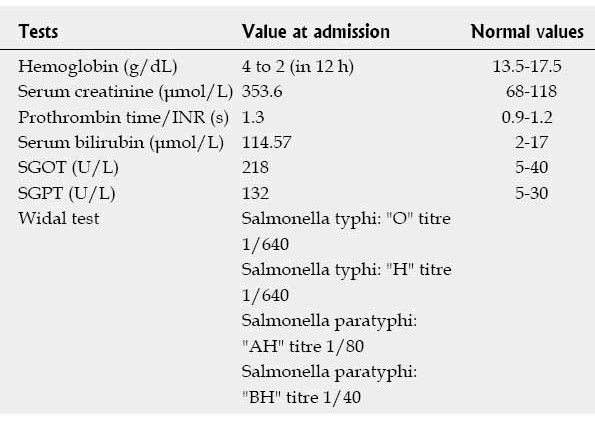 Tests Value at admission Normal values
Hemoglobin (g/dL) 4 to 2 (in 12 h) 13.5-17.5
Serum creatinine (μmol/L) 353.6 68-118
Prothrombin time/INR (s) 1.3 0.9-1.2
Serum bilirubin (μmol/L) 114.57 2-17
SGOT (U/L) 218 5-40
SGPT (U/L) 132 5-30
Widal test Salmonella typhi: "O" titre
1/640
Salmonella typhi: "H" titre
1/640
Salmonella paratyphi:
"AH" titre 1/80
Salmonella paratyphi:
"BH" titre 1/40